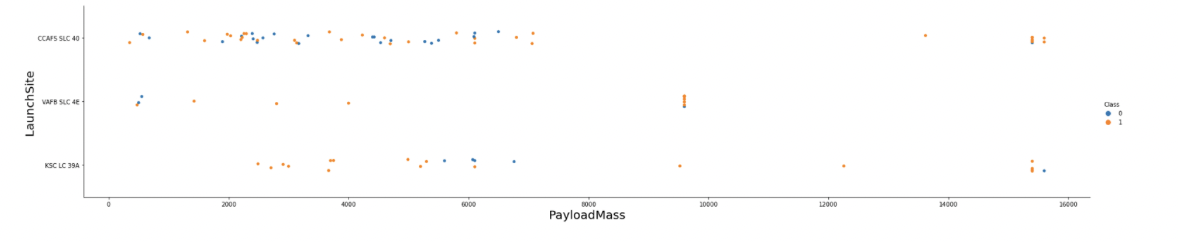 LaunchSite
CCAFS SLC 40
VAFB SLC 4E
KSC LC 39A
0
2000
4000
6000
8000
10000
12000
14000
16000
PayloadMass
Class
0
1